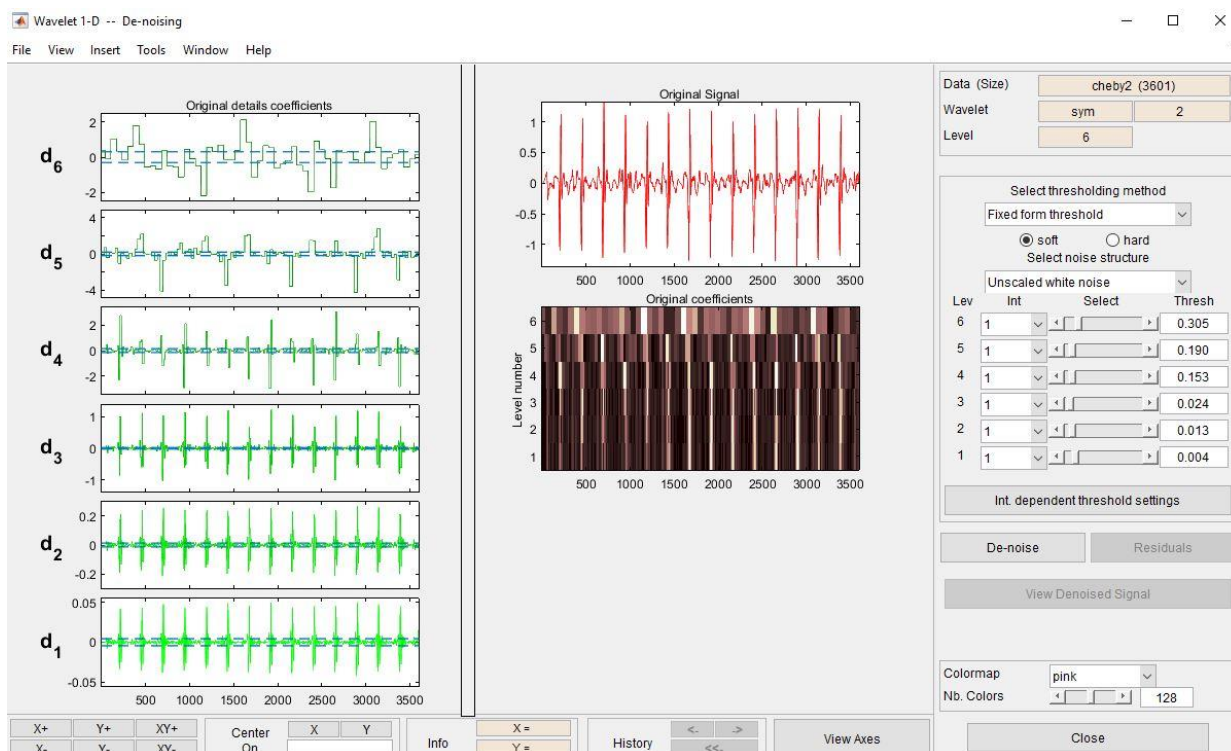 Wavelet 1-D -- De-noising
File View Insert Tools Window Help
Original details coefficients
d6
2
0
-2
d5
4
2
0
-2
-4
d4
2
0
-2
d3
1
0
-1
d2
0.2
0
-0.2
d1
0.05
0
-0.05
500 1000 1500 2000 2500 3000 3500
Original Signal
1
0.5
0
-0.5
-1
500 1000 1500 2000 2500 3000 3500
Original coefficients
Level number
6
5
4
3
2
1
500 1000 1500 2000 2500 3000 3500
Data (Size) cheby2 (3601)
Wavelet sym 2
Level 6
Select thresholding method
Fixed form threshold
soft hard
Select noise structure
Unscaled white noise
Lev Int Select Thresh
6 1 0.305
5 1 0.190
4 1 0.153
3 1 0.024
2 1 0.013
1 1 0.004
Int. dependent threshold settings
De-noise Residuals
View Denoised Signal
Colormap pink
Nb. Colors 128
Close
X+ Y+ XY+
X- Y- XY-
Center On
X Y
Info
X =
Y =
History
<- ->
<<-
View Axes